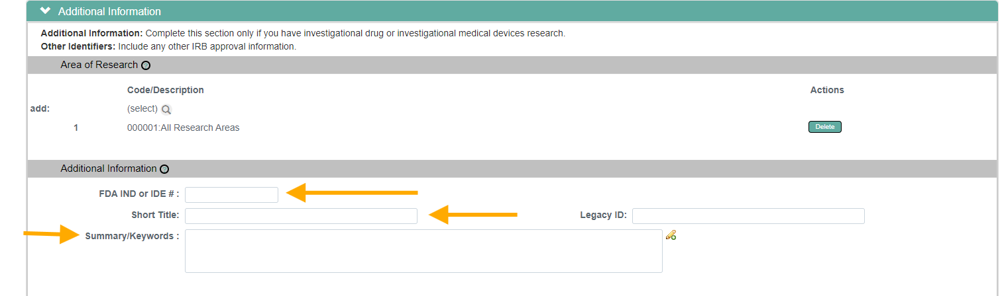 Additional Information
Additional Information: Complete this section only if you have investigational drug or investigational medical devices research.
Other Identifiers: Include any other IRB approval information.
Area of Research ?
Code/Description Actions
add: (select)
1 000001:All Research Areas Delete
Additional Information ?
FDA IND or IDE # :
Short Title: Legacy ID:
Summary/Keywords :